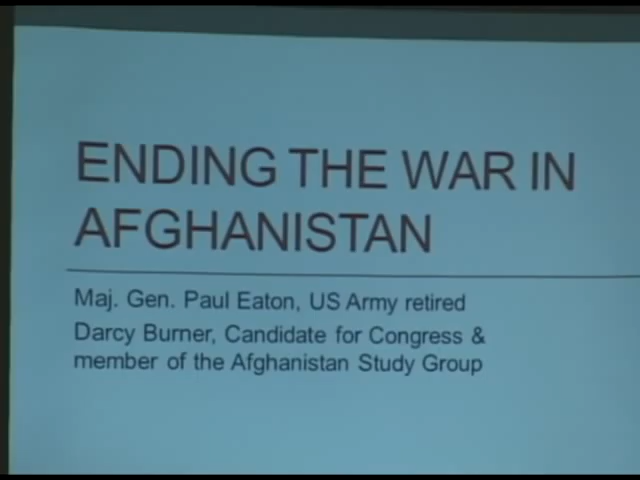 ENDING THE WAR IN
AFGHANISTAN
Maj. Gen. Paul Eaton, US Army retired
Darcy Burner, Candidate for Congress &
member of the Afghanistan Study Group